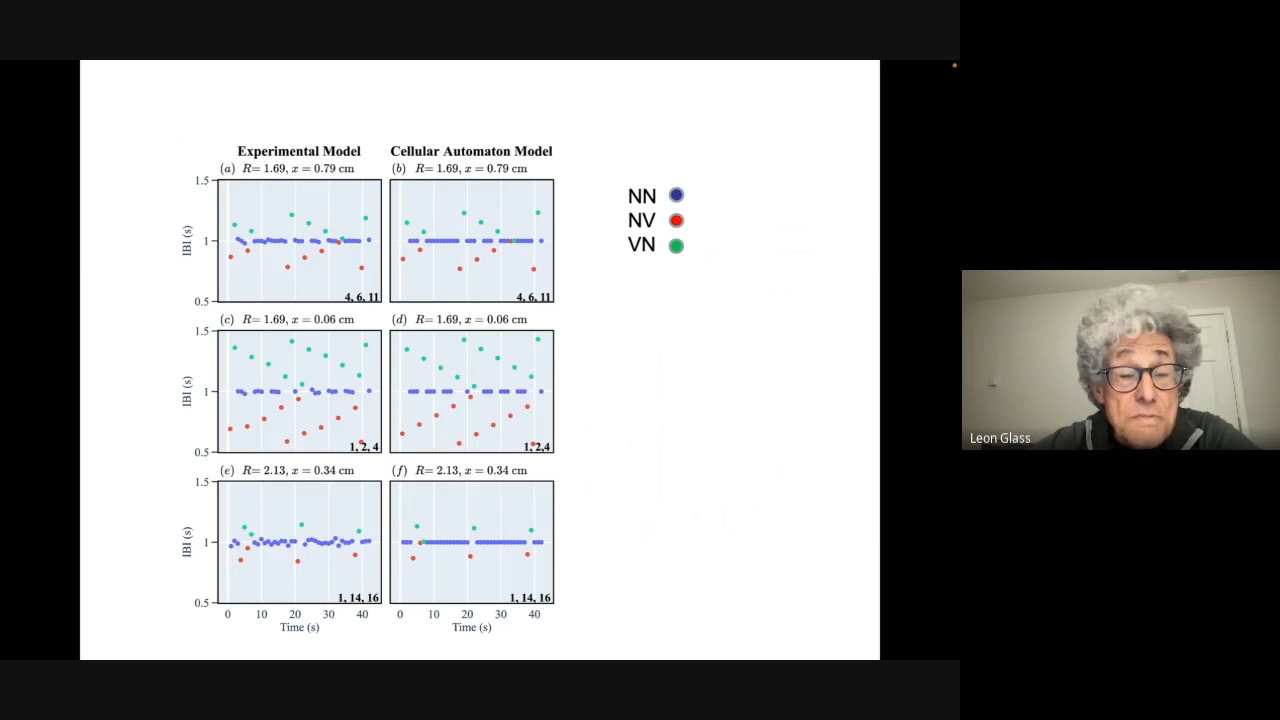 Experimental Model
Cellular Automaton Model
(a) R= 1.69, x = 0.79 cm
(b) R= 1.69, x = 0.79 cm
1.5
1
0.5
IBI (s)
4, 6, 11
4, 6, 11
NN
NV
VN
(c) R= 1.69, x = 0.06 cm
(d) R= 1.69, x = 0.06 cm
1.5
1
0.5
IBI (s)
1, 2, 4
1, 2,4
(e) R= 2.13, x = 0.34 cm
(f) R= 2.13, x = 0.34 cm
1.5
1
0.5
IBI (s)
1, 14, 16
1, 14, 16
0 10 20 30 40
0 10 20 30 40
Time (s)
Time (s)
Leon Glass